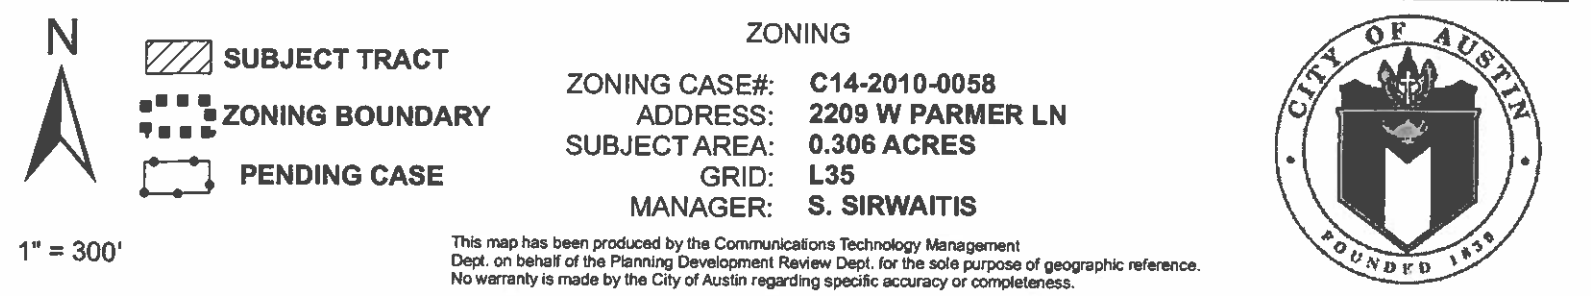 N
SUBJECT TRACT
ZONING BOUNDARY
PENDING CASE
1" = 300'
ZONING
ZONING CASE#: C14-2010-0058
ADDRESS: 2209 W PARMER LN
SUBJECT AREA: 0.306 ACRES
GRID: L35
MANAGER: S. SIRWAITIS
This map has been produced by the Communications Technology Management
Dept. on behalf of the Planning Development Review Dept. for the sole purpose of geographic reference.
No warranty is made by the City of Austin regarding specific accuracy or completeness.
CITY OF AUSTIN
FOUNDED 1839